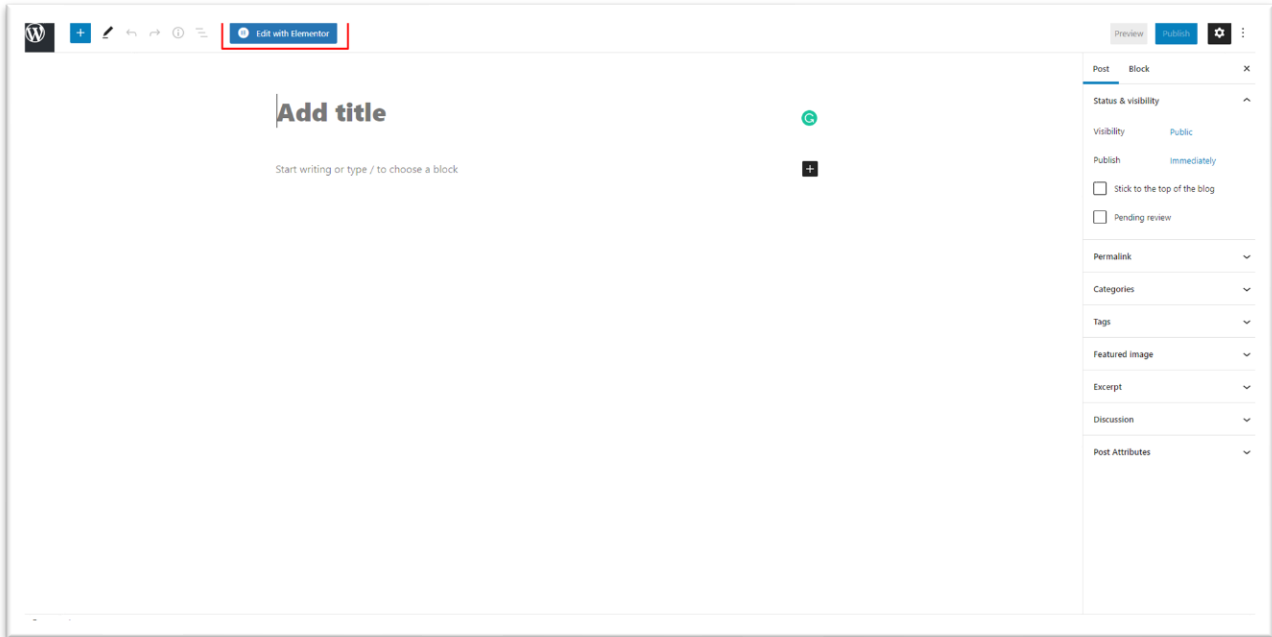 Edit with Elementor
Preview
Publish
Post
Block
Add title
Start writing or type / to choose a block
Status & visibility
Visibility
Public
Publish
Immediately
Stick to the top of the blog
Pending review
Permalink
Categories
Tags
Featured image
Excerpt
Discussion
Post Attributes